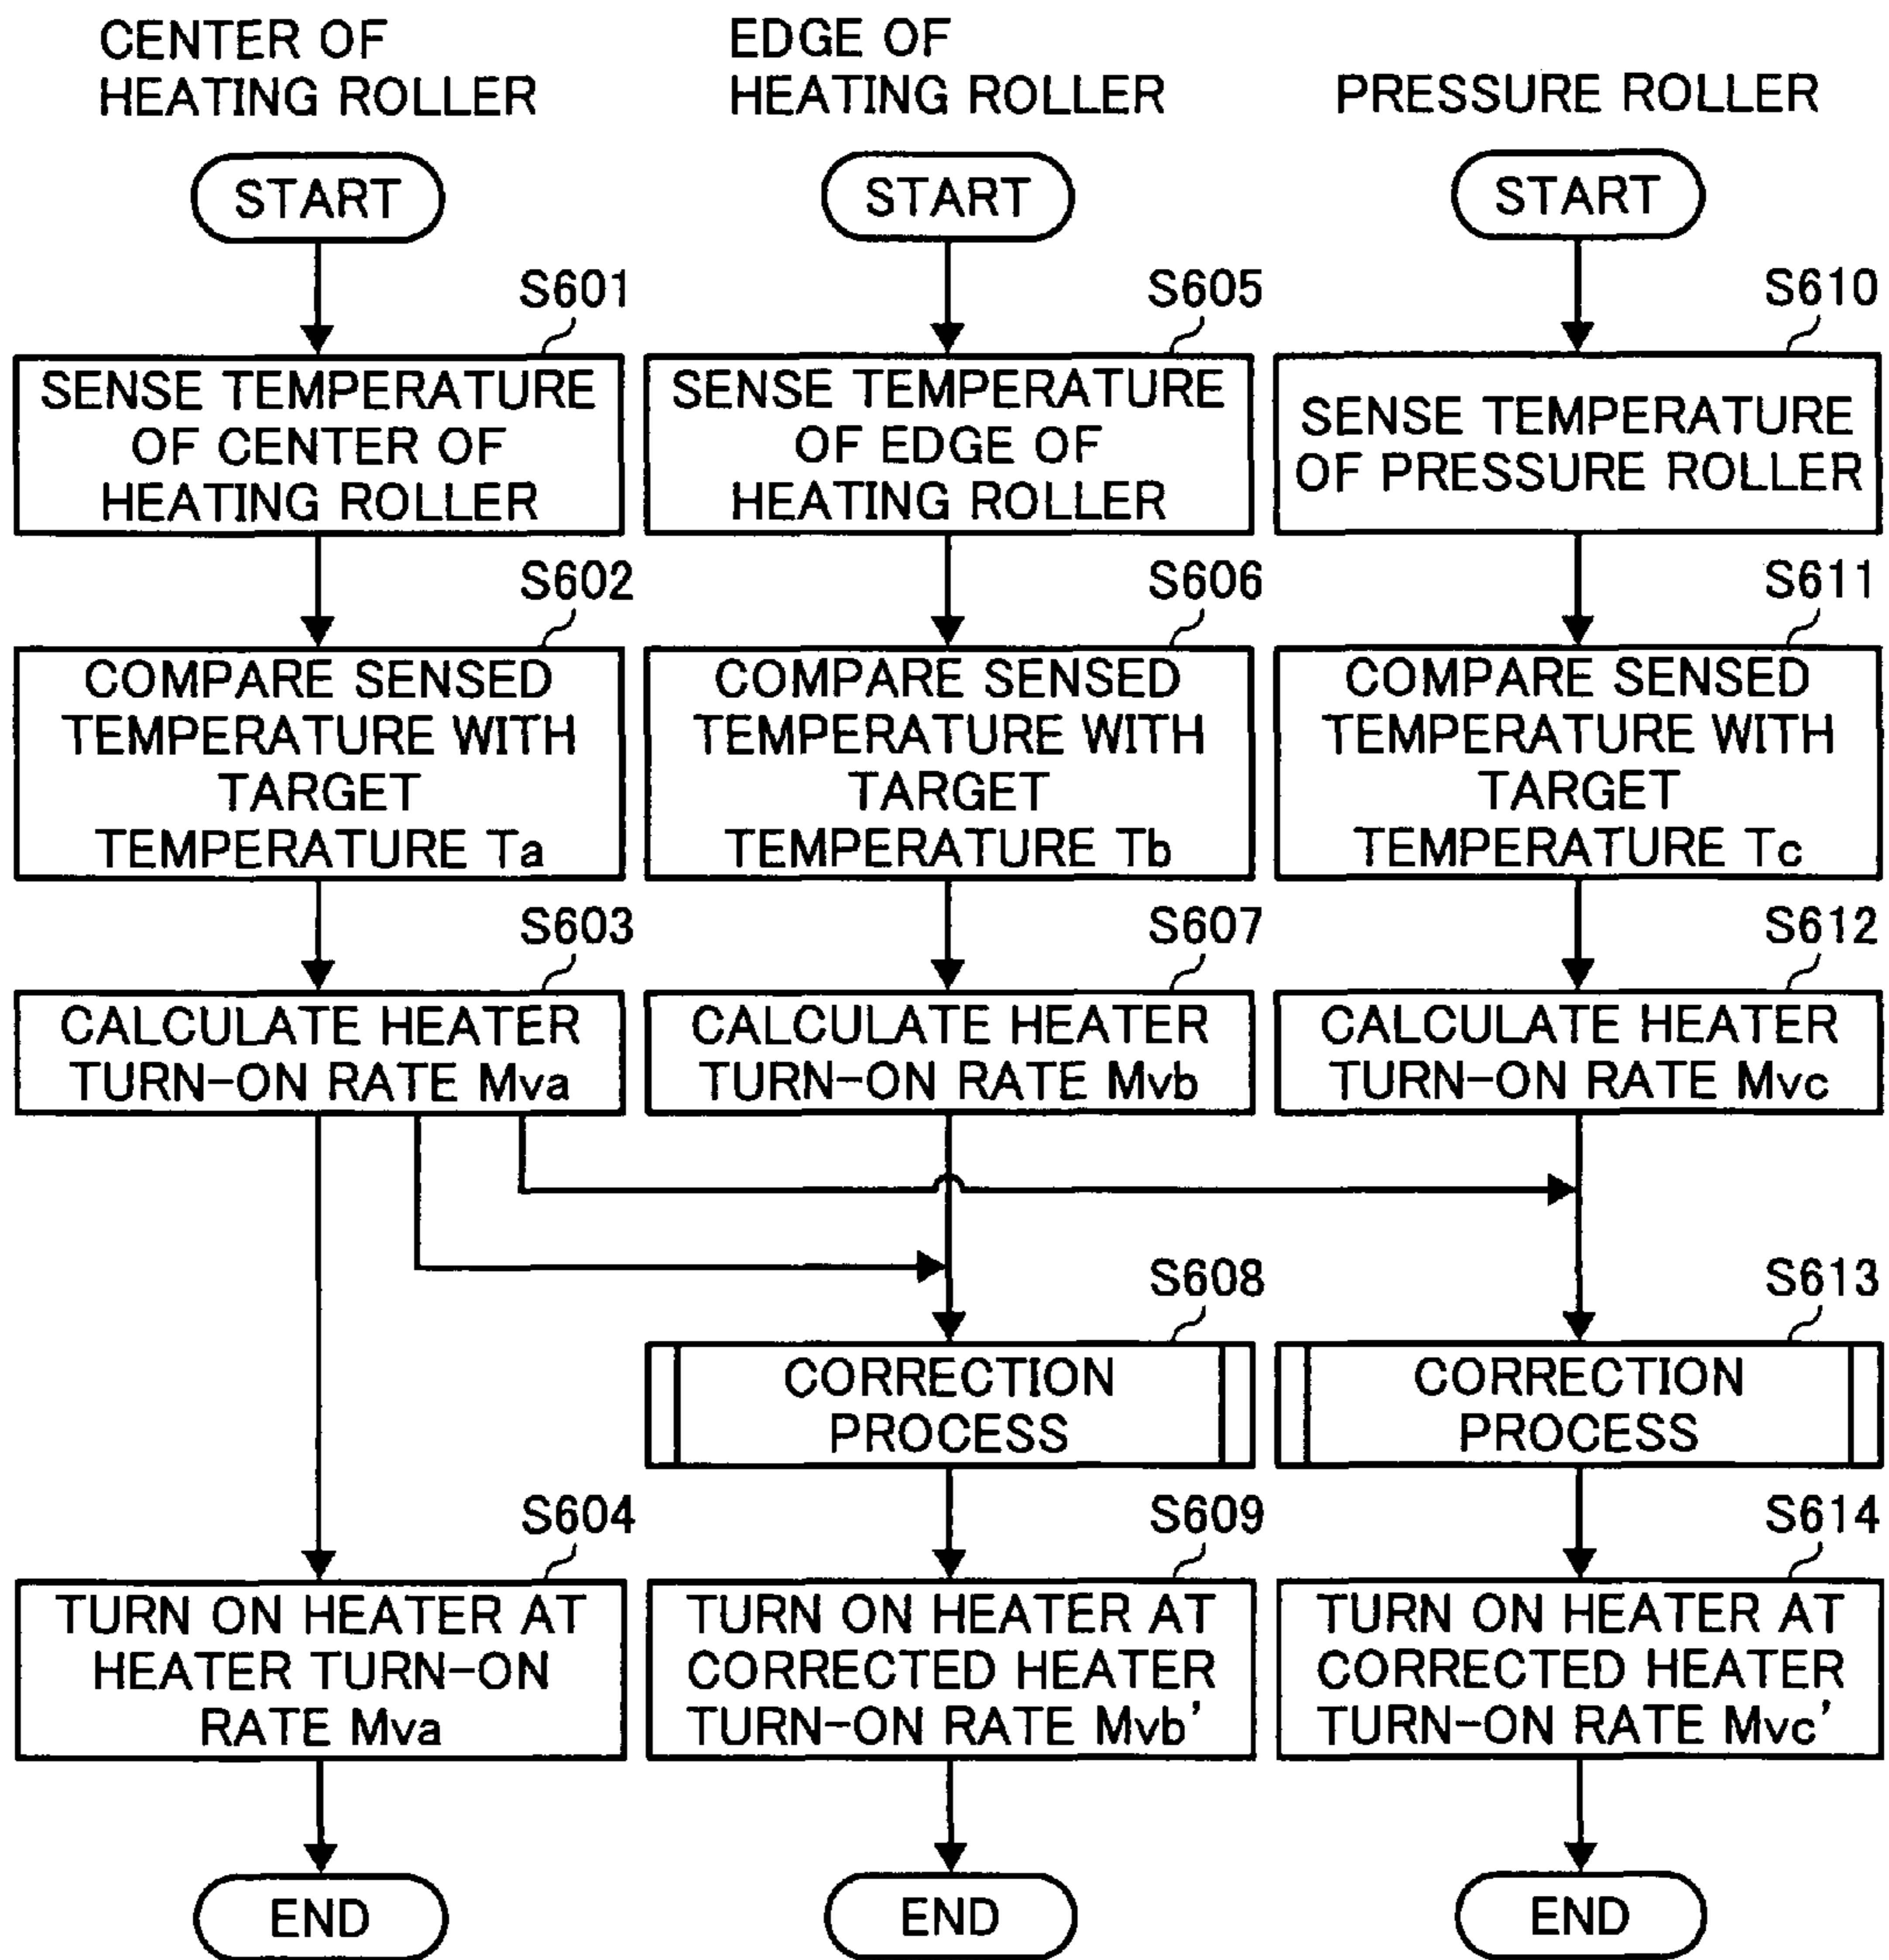 CENTER OF
HEATING ROLLER
START
S601
SENSE TEMPERATURE
OF CENTER OF
HEATING ROLLER
S602
COMPARE SENSED
TEMPERATURE WITH
TARGET
TEMPERATURE Ta
S603
CALCULATE HEATER
TURN-ON RATE Mva
S604
TURN ON HEATER AT
HEATER TURN-ON
RATE Mva
END
EDGE OF
HEATING ROLLER
START
S605
SENSE TEMPERATURE
OF EDGE OF
HEATING ROLLER
S606
COMPARE SENSED
TEMPERATURE WITH
TARGET
TEMPERATURE Tb
S607
CALCULATE HEATER
TURN-ON RATE Mvb
S608
CORRECTION
PROCESS
S609
TURN ON HEATER AT
CORRECTED HEATER
TURN-ON RATE Mvb'
END
PRESSURE ROLLER
START
S610
SENSE TEMPERATURE
OF PRESSURE ROLLER
S611
COMPARE SENSED
TEMPERATURE WITH
TARGET
TEMPERATURE Tc
S612
CALCULATE HEATER
TURN-ON RATE Mvc
S613
CORRECTION
PROCESS
S614
TURN ON HEATER AT
CORRECTED HEATER
TURN-ON RATE Mvc'
END